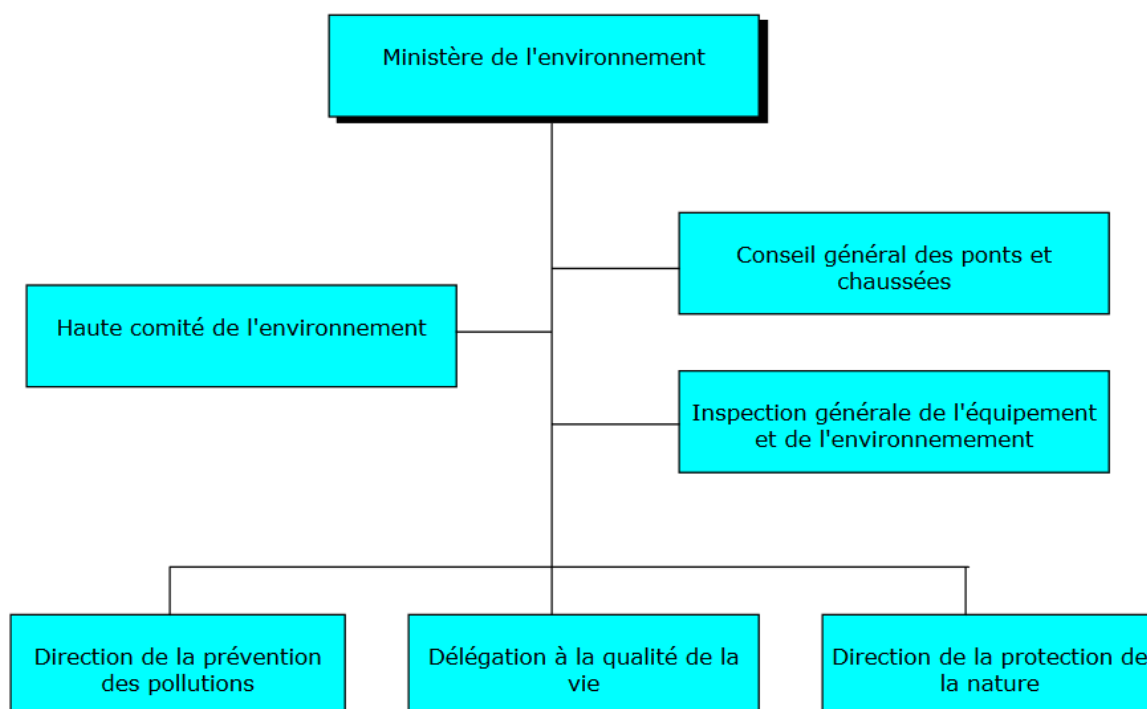 Ministère de l'environnement
Conseil général des ponts et
chaussées
Haute comité de l'environnement
Inspection générale de l'équipement
et de l'environnemement
Direction de la prévention
des pollutions
Délégation à la qualité de la
vie
Direction de la protection de
la nature